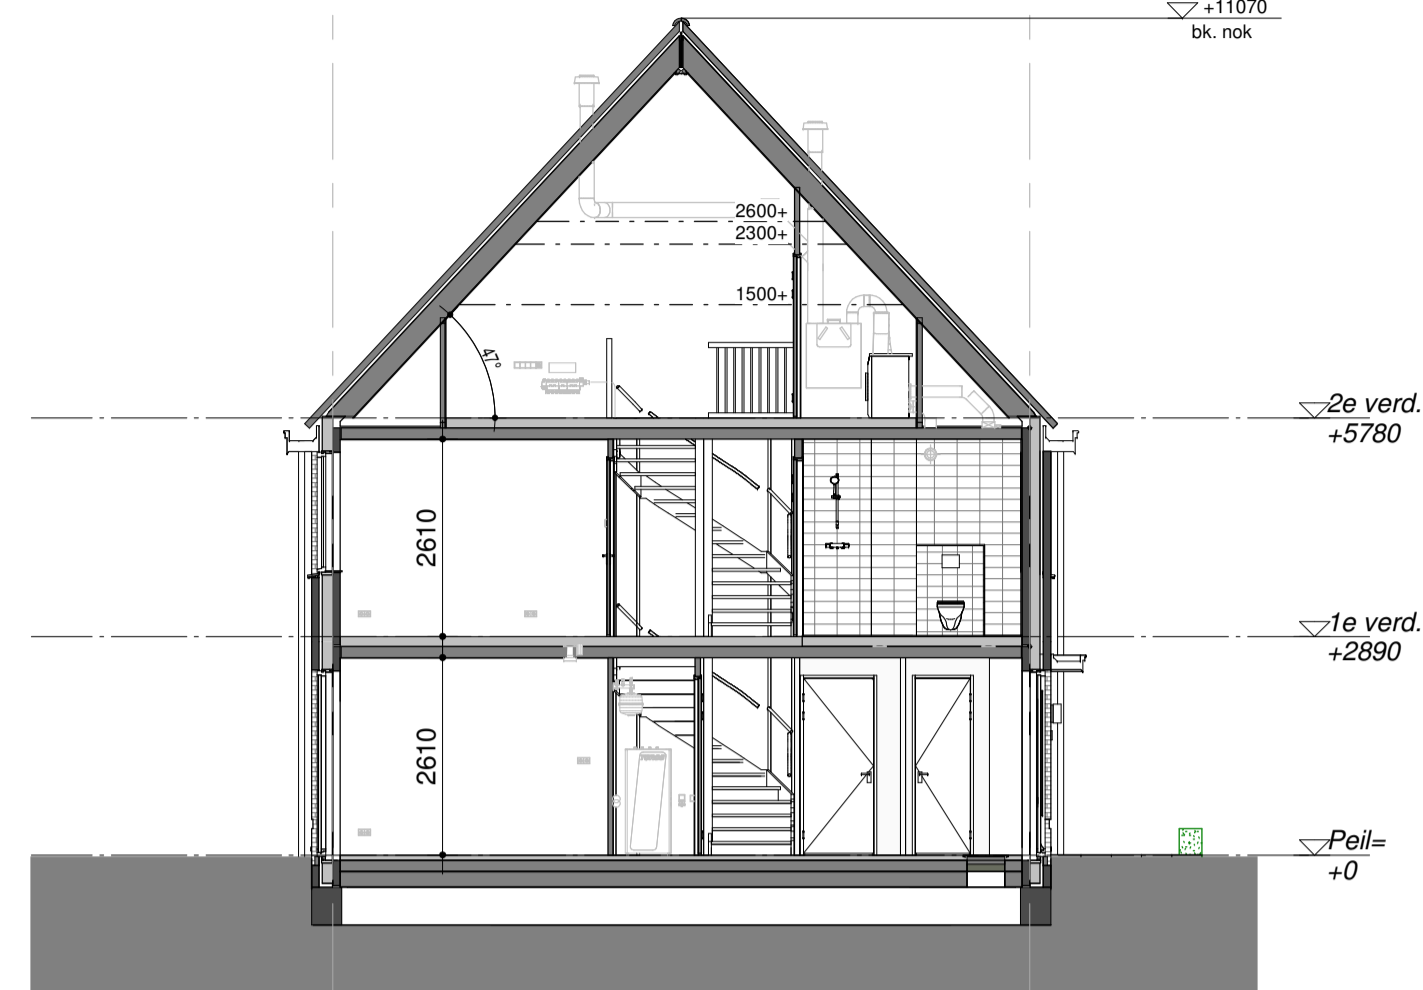 +11070
bk. nok
2600+
2300+
1500+
47°
2e verd.
+5780
2610
1e verd.
+2890
2610
Peil=
+0